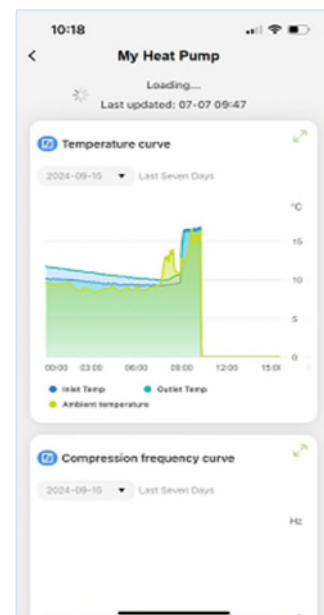 10:18
My Heat Pump
Loading...
Last updated: 07-07 09:47
Temperature curve
2024-09-15 Last Seven Days
°C
15
10
5
0
00:00 03:00 06:00 09:00 12:00 15:0
Inlet Temp Outlet Temp
Ambient temperature
Compression frequency curve
2024-09-15 Last Seven Days
Hz